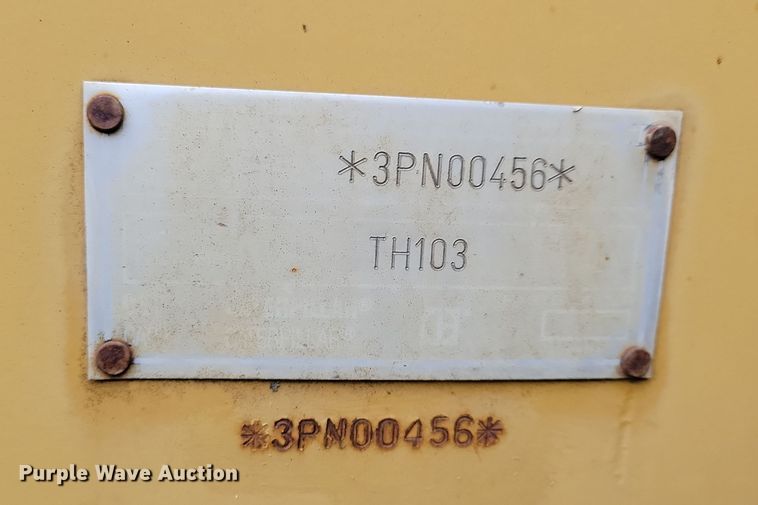 *3PN00456*
TH103
*3PN00456*
Purple Wave Auction